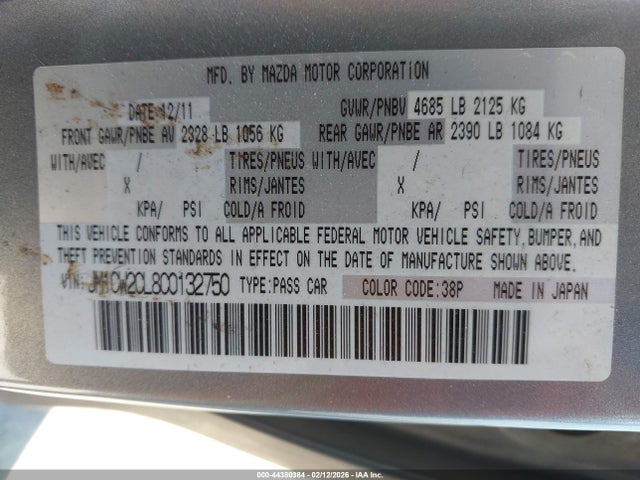 MFD. BY MAZDA MOTOR CORPORATION
DATE 12/11 GVWR/PNBV 4685 LB 2125 KG
FRONT GAWR/PNBE AV 2328 LB 1056 KG REAR GAWR/PNBE AR 2390 LB 1084 KG
WITH/AVEC / TIRES/PNEUS WITH/AVEC / TIRES/PNEUS
X RIMS/JANTES X RIMS/JANTES
KPA/ PSI COLD/A FROID KPA/ PSI COLD/A FROID
THIS VEHICLE CONFORMS TO ALL APPLICABLE FEDERAL MOTOR VEHICLE SAFETY, BUMPER, AND
THEFT PREVENTION STANDARDS IN EFFECT ON THE DATE OF MANUFACTURE SHOWN ABOVE.
VIN: JM1CW2CL8C0132750 TYPE:PASS CAR COLOR CODE:38P MADE IN JAPAN
000-44380384 - 02/12/2026 - IAA Inc.